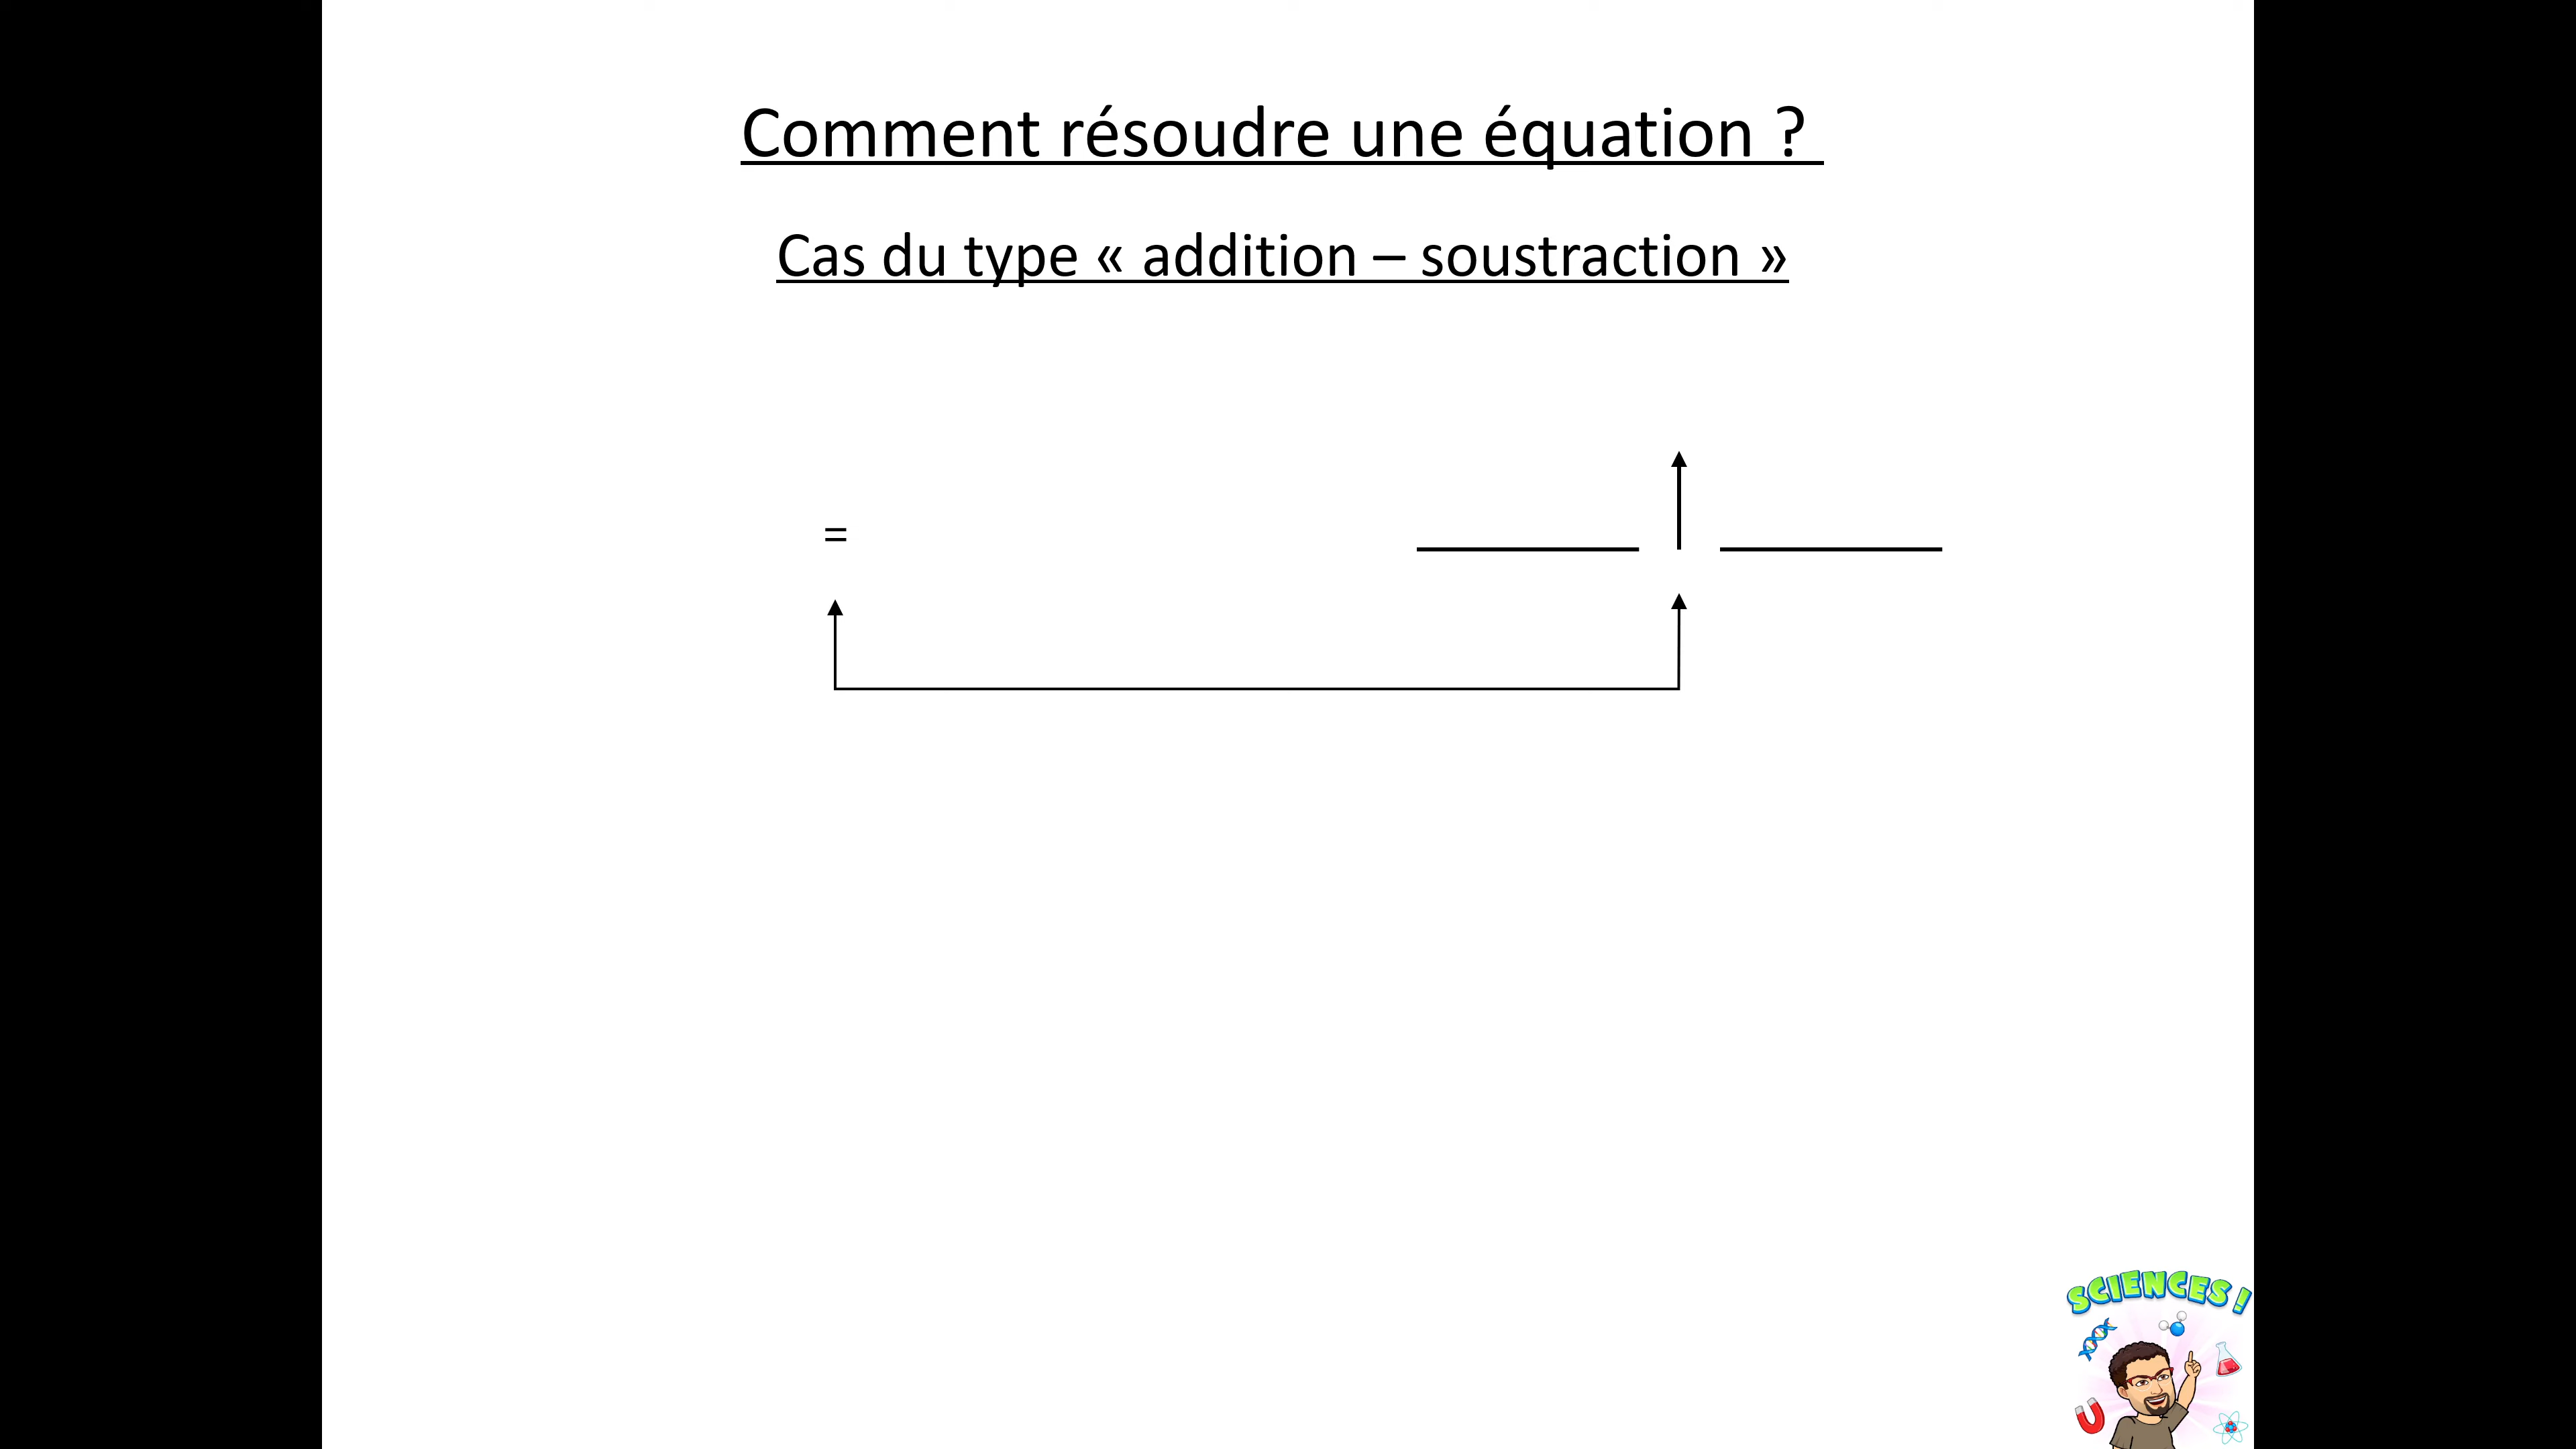 Comment résoudre une équation ?
Cas du type « addition – soustraction »
=
SCIENCES !